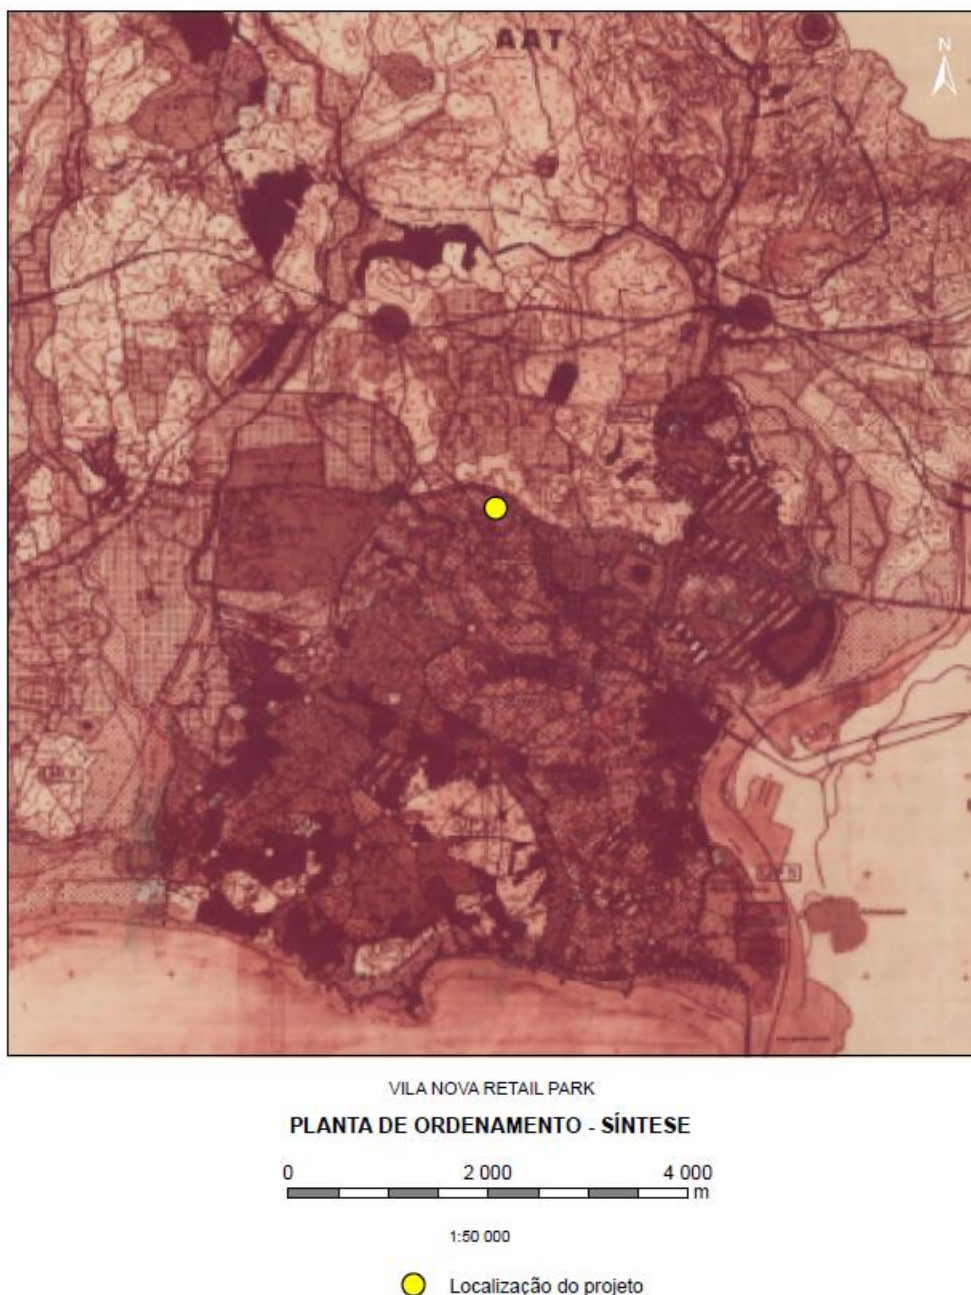 AAT
N
VILA NOVA RETAIL PARK
PLANTA DE ORDENAMENTO - SÍNTESE
0 2 000 4 000
m
1:50 000
Localização do projeto